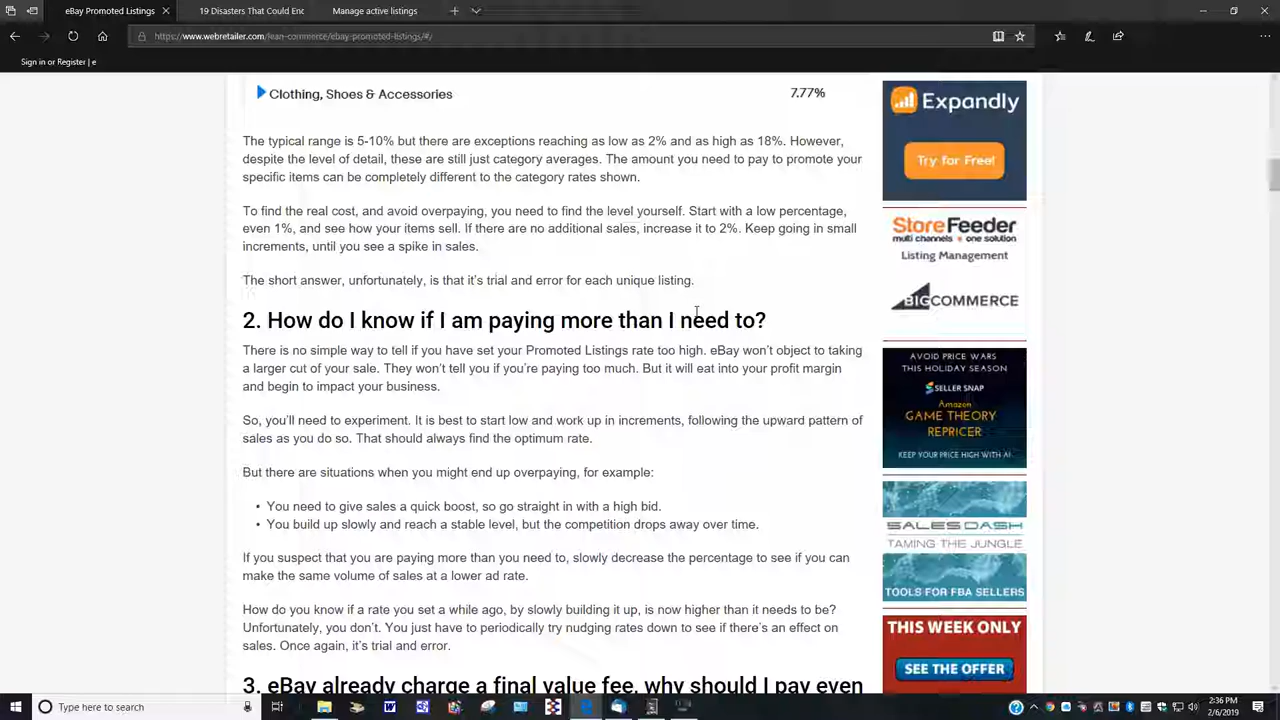 eBay Promoted Listings
19 Disasters That Could Enc
Manage active listings
https://www.webretailer.com/lean-commerce/ebay-promoted-listings/#/
Sign in or Register | e
Clothing, Shoes & Accessories 7.77%
The typical range is 5-10% but there are exceptions reaching as low as 2% and as high as 18%. However,
despite the level of detail, these are still just category averages. The amount you need to pay to promote your
specific items can be completely different to the category rates shown.
To find the real cost, and avoid overpaying, you need to find the level yourself. Start with a low percentage,
even 1%, and see how your items sell. If there are no additional sales, increase it to 2%. Keep going in small
increments, until you see a spike in sales.
The short answer, unfortunately, is that it's trial and error for each unique listing.
2. How do I know if I am paying more than I need to?
There is no simple way to tell if you have set your Promoted Listings rate too high. eBay won't object to taking
a larger cut of your sale. They won't tell you if you're paying too much. But it will eat into your profit margin
and begin to impact your business.
So, you'll need to experiment. It is best to start low and work up in increments, following the upward pattern of
sales as you do so. That should always find the optimum rate.
But there are situations when you might end up overpaying, for example:
• You need to give sales a quick boost, so go straight in with a high bid.
• You build up slowly and reach a stable level, but the competition drops away over time.
If you suspect that you are paying more than you need to, slowly decrease the percentage to see if you can
make the same volume of sales at a lower ad rate.
How do you know if a rate you set a while ago, by slowly building it up, is now higher than it needs to be?
Unfortunately, you don't. You just have to periodically try nudging rates down to see if there's an effect on
sales. Once again, it's trial and error.
3. eBay already charge a final value fee, why should I pay even
Expandly
Try for Free!
StoreFeeder
multi channels • one solution
Listing Management
BIGCOMMERCE
AVOID PRICE WARS
THIS HOLIDAY SEASON
SELLER SNAP
Amazon
GAME THEORY
REPRICER
KEEP YOUR PRICE HIGH WITH AI
SALES DASH
TAMING THE JUNGLE
TOOLS FOR FBA SELLERS
THIS WEEK ONLY
SEE THE OFFER
Type here to search
2:36 PM
2/6/2019